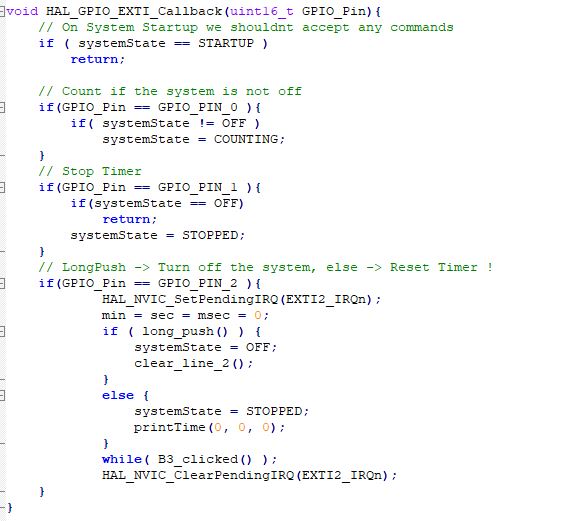 void HAL_GPIO_EXTI_Callback(uint16_t GPIO_Pin){
// On System Startup we shouldnt accept any commands
if ( systemState == STARTUP )
return;
// Count if the system is not off
if(GPIO_Pin == GPIO_PIN_0 ){
if( systemState != OFF )
systemState = COUNTING;
}
// Stop Timer
if(GPIO_Pin == GPIO_PIN_1 ){
if(systemState == OFF)
return;
systemState = STOPPED;
}
// LongPush -> Turn off the system, else -> Reset Timer !
if(GPIO_Pin == GPIO_PIN_2 ){
HAL_NVIC_SetPendingIRQ(EXTI2_IRQn);
min = sec = msec = 0;
if ( long_push() ) {
systemState = OFF;
clear_line_2();
}
else {
systemState = STOPPED;
printTime(0, 0, 0);
}
while( B3_clicked() );
HAL_NVIC_ClearPendingIRQ(EXTI2_IRQn);
}
}